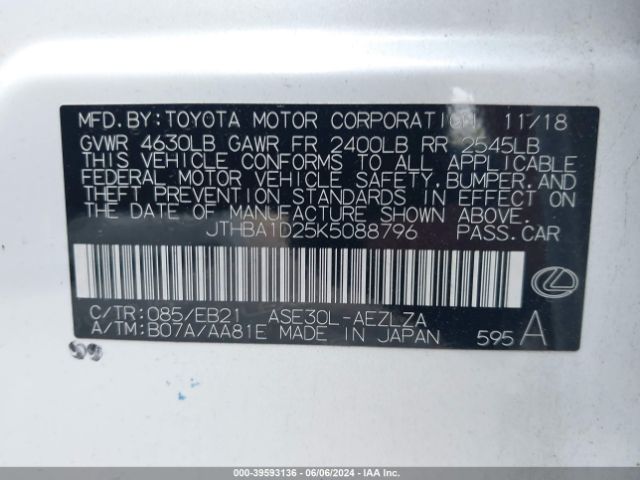 MFD.BY:TOYOTA MOTOR CORPORATION 11/18
GVWR 4630LB GAWR FR 2400LB RR 2545LB
THIS VEHICLE CONFORMS TO ALL APPLICABLE
FEDERAL MOTOR VEHICLE SAFETY,BUMPER,AND
THEFT PREVENTION STANDARDS IN EFFECT ON
THE DATE OF MANUFACTURE SHOWN ABOVE.
JTHBA1D25K5088796 PASS.CAR
C/TR:085/EB21 ASE30L-AEZLZA
A/TM:B07A/AA81E MADE IN JAPAN 595 A
000-39593136 - 06/06/2024 - IAA Inc.